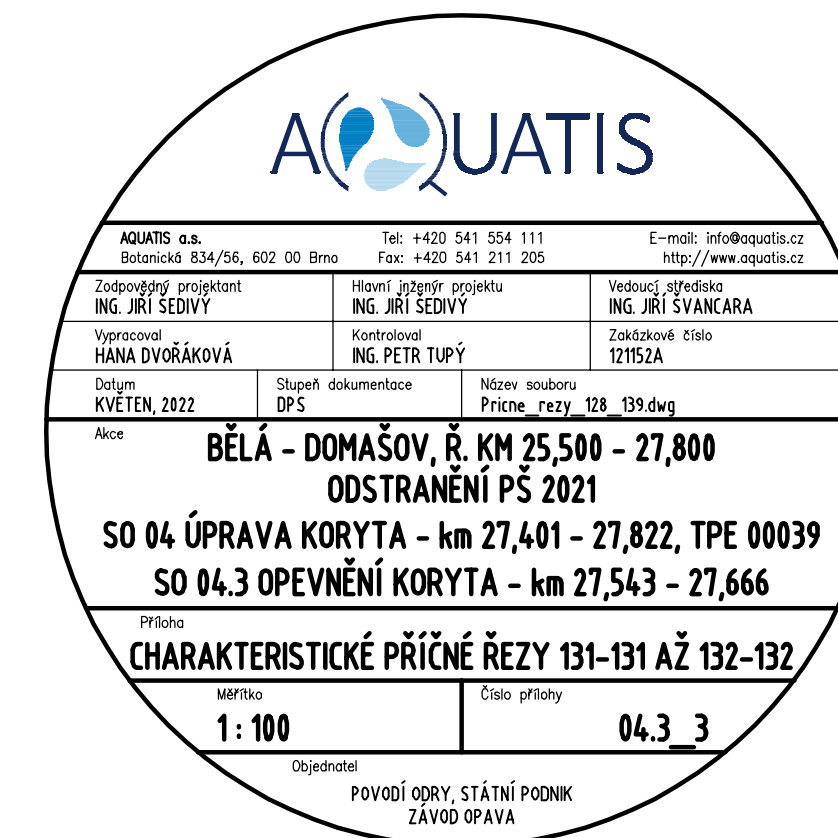 AQUATIS
AQUATIS a.s. Tel: +420 541 554 111 E-mail: info@aquatis.cz
Botanická 834/56, 602 00 Brno Fax: +420 541 211 205 http://www.aquatis.cz
Zodpovědný projektant Hlavní inženýr projektu Vedoucí střediska
ING. JIŘÍ ŠEDIVÝ ING. JIŘÍ ŠEDIVÝ ING. JIŘÍ ŠVANCARA
Vypracoval Kontroloval Zakázkové číslo
HANA DVOŘÁKOVÁ ING. PETR TUPÝ 121152A
Datum Stupeň dokumentace Název souboru
KVĚTEN, 2022 DPS Pricne_rezy_128_139.dwg
Akce
BĚLÁ - DOMAŠOV, Ř. KM 25,500 - 27,800
ODSTRANĚNÍ PŠ 2021
SO 04 ÚPRAVA KORYTA - km 27,401 - 27,822, TPE 00039
SO 04.3 OPEVNĚNÍ KORYTA - km 27,543 - 27,666
Příloha
CHARAKTERISTICKÉ PŘÍČNÉ ŘEZY 131-131 AŽ 132-132
Měřítko Číslo přílohy
1 : 100 04.3_3
Objednatel
POVODÍ ODRY, STÁTNÍ PODNIK
ZÁVOD OPAVA